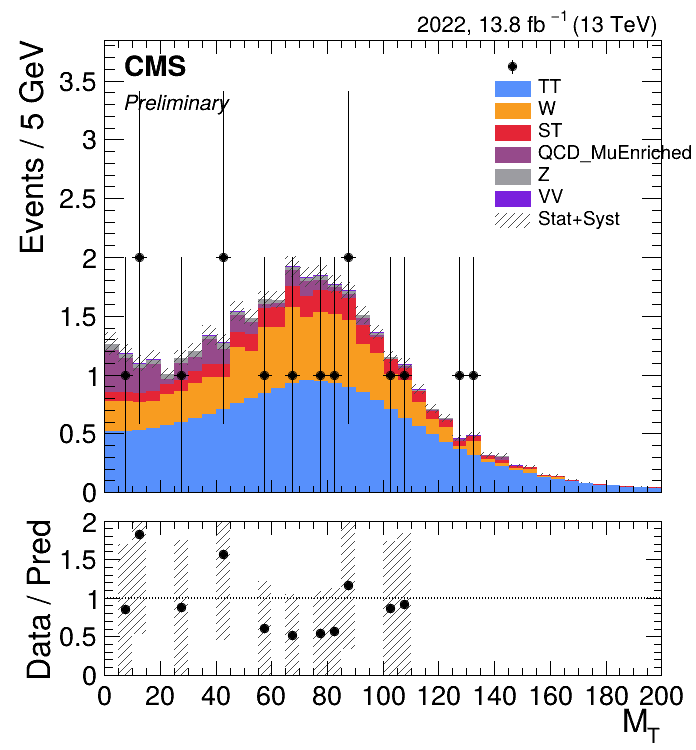 2022, 13.8 fb⁻¹ (13 TeV)
Events / 5 GeV
CMS
Preliminary
TT
W
ST
QCD_MuEnriched
Z
VV
Stat+Syst
3.5
3
2.5
2
1.5
1
0.5
0
Data / Pred
2
1.5
1
0.5
0
0 20 40 60 80 100 120 140 160 180 200
M_T